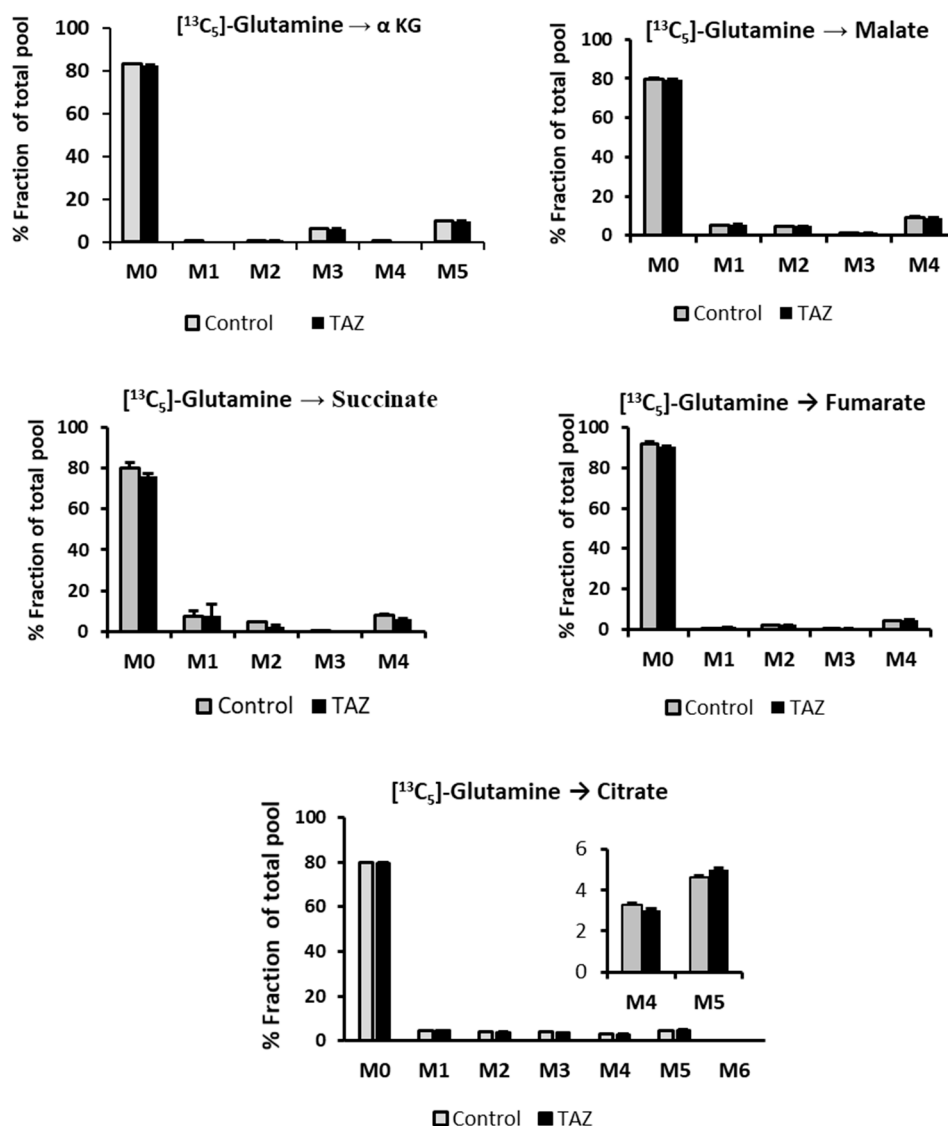 [¹³C₅]-Glutamine → α KG
% Fraction of total pool
100
80
60
40
20
0
M0 M1 M2 M3 M4 M5
Control TAZ
[¹³C₅]-Glutamine → Malate
% Fraction of total pool
100
80
60
40
20
0
M0 M1 M2 M3 M4
Control TAZ
[¹³C₅]-Glutamine → Succinate
% Fraction of total pool
100
80
60
40
20
0
M0 M1 M2 M3 M4
Control TAZ
[¹³C₅]-Glutamine → Fumarate
% Fraction of total pool
100
80
60
40
20
0
M0 M1 M2 M3 M4
Control TAZ
[¹³C₅]-Glutamine → Citrate
% Fraction of total pool
100
80
60
40
20
0
6
4
2
0
M4 M5
M0 M1 M2 M3 M4 M5 M6
Control TAZ